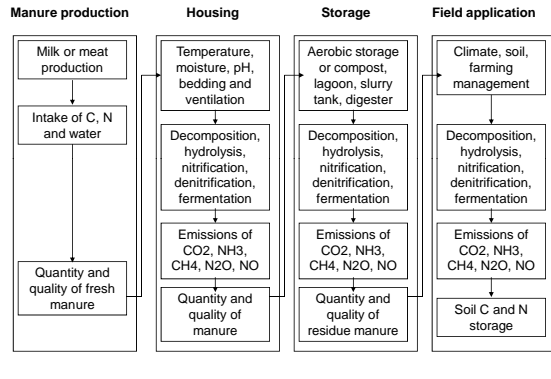 Manure production
Housing
Storage
Field application
Milk or meat
production
Intake of C, N
and water
Quantity and
quality of fresh
manure
Temperature,
moisture, pH,
bedding and
ventilation
Decomposition,
hydrolysis,
nitrification,
denitrification,
fermentation
Emissions of
CO2, NH3,
CH4, N2O, NO
Quantity and
quality of
manure
Aerobic storage
or compost,
lagoon, slurry
tank, digester
Decomposition,
hydrolysis,
nitrification,
denitrification,
fermentation
Emissions of
CO2, NH3,
CH4, N2O, NO
Quantity and
quality of
residue manure
Climate, soil,
farming
management
Decomposition,
hydrolysis,
nitrification,
denitrification,
fermentation
Emissions of
CO2, NH3,
CH4, N2O, NO
Soil C and N
storage